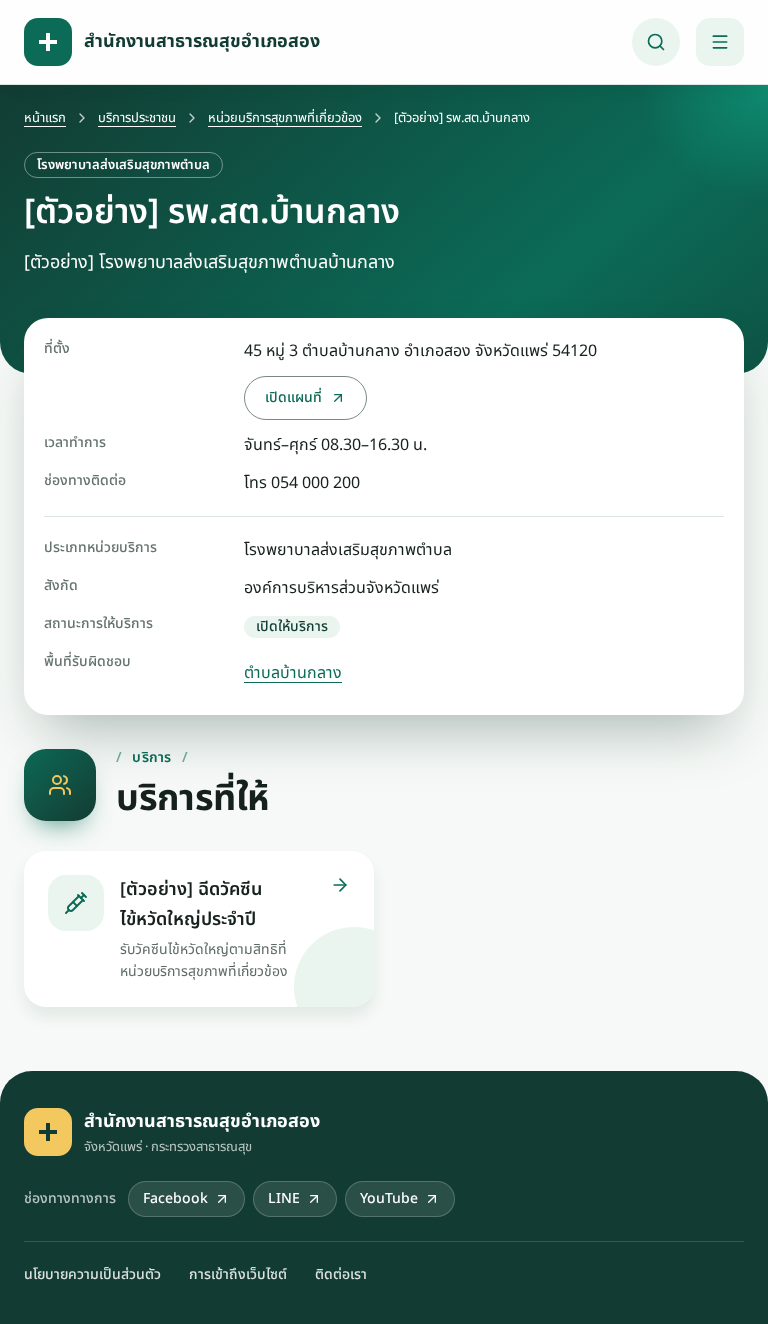 สำนักงานสาธารณสุขอำเภอสอง
หน้าแรก
บริการประชาชน
หน่วยบริการสุขภาพที่เกี่ยวข้อง
[ตัวอย่าง] รพ.สต.บ้านกลาง
โรงพยาบาลส่งเสริมสุขภาพตำบล
[ตัวอย่าง] รพ.สต.บ้านกลาง
[ตัวอย่าง] โรงพยาบาลส่งเสริมสุขภาพตำบลบ้านกลาง
ที่ตั้ง
45 หมู่ 3 ตำบลบ้านกลาง อำเภอสอง จังหวัดแพร่ 54120
เปิดแผนที่
เวลาทำการ
จันทร์–ศุกร์ 08.30–16.30 น.
ช่องทางติดต่อ
โทร 054 000 200
ประเภทหน่วยบริการ
โรงพยาบาลส่งเสริมสุขภาพตำบล
สังกัด
องค์การบริหารส่วนจังหวัดแพร่
สถานะการให้บริการ
เปิดให้บริการ
พื้นที่รับผิดชอบ
ตำบลบ้านกลาง
/ บริการ /
บริการที่ให้
[ตัวอย่าง] ฉีดวัคซีน
ไข้หวัดใหญ่ประจำปี
รับวัคซีนไข้หวัดใหญ่ตามสิทธิที่
หน่วยบริการสุขภาพที่เกี่ยวข้อง
สำนักงานสาธารณสุขอำเภอสอง
จังหวัดแพร่ · กระทรวงสาธารณสุข
ช่องทางทางการ
Facebook
LINE
YouTube
นโยบายความเป็นส่วนตัว
การเข้าถึงเว็บไซต์
ติดต่อเรา